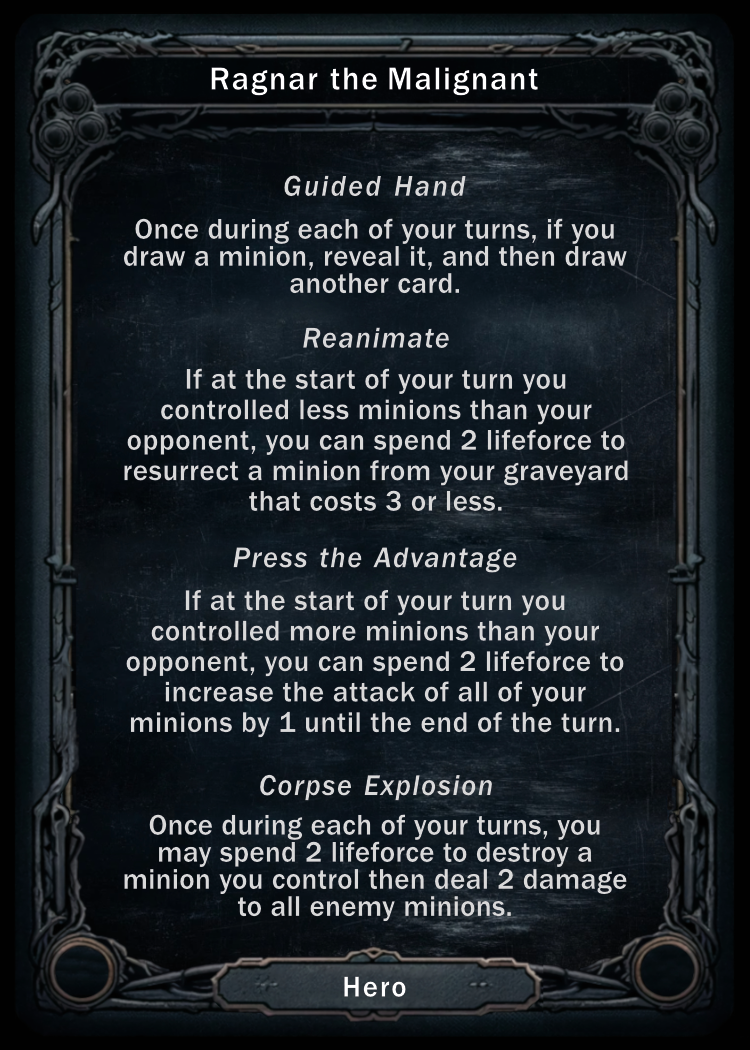 Ragnar the Malignant
Guided Hand
Once during each of your turns, if you
draw a minion, reveal it, and then draw
another card.
Reanimate
If at the start of your turn you
controlled less minions than your
opponent, you can spend 2 lifeforce to
resurrect a minion from your graveyard
that costs 3 or less.
Press the Advantage
If at the start of your turn you
controlled more minions than your
opponent, you can spend 2 lifeforce to
increase the attack of all of your
minions by 1 until the end of the turn.
Corpse Explosion
Once during each of your turns, you
may spend 2 lifeforce to destroy a
minion you control then deal 2 damage
to all enemy minions.
Hero